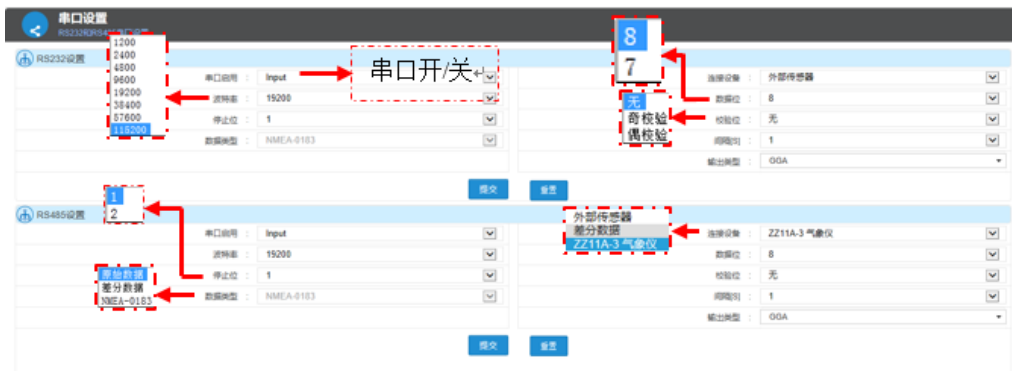 串口设置
RS232和RS485串口设置
RS232设置
1200
2400
4800
9600
19200
38400
57600
115200
串口启用 : Input
串口开/关
波特率 : 19200
停止位 : 1
数据类型 : NMEA-0183
8
7
无
奇校验
偶校验
连接设备 : 外部传感器
数据位 : 8
校验位 : 无
间隔[S] : 1
输出类型 : GGA
提交
重置
RS485设置
1
2
串口启用 : Input
波特率 : 19200
停止位 : 1
数据类型 : NMEA-0183
原始数据
差分数据
NMEA-0183
外部传感器
差分数据
ZZ11A-3 气象仪
连接设备 : ZZ11A-3 气象仪
数据位 : 8
校验位 : 无
间隔[S] : 1
输出类型 : GGA
提交
重置